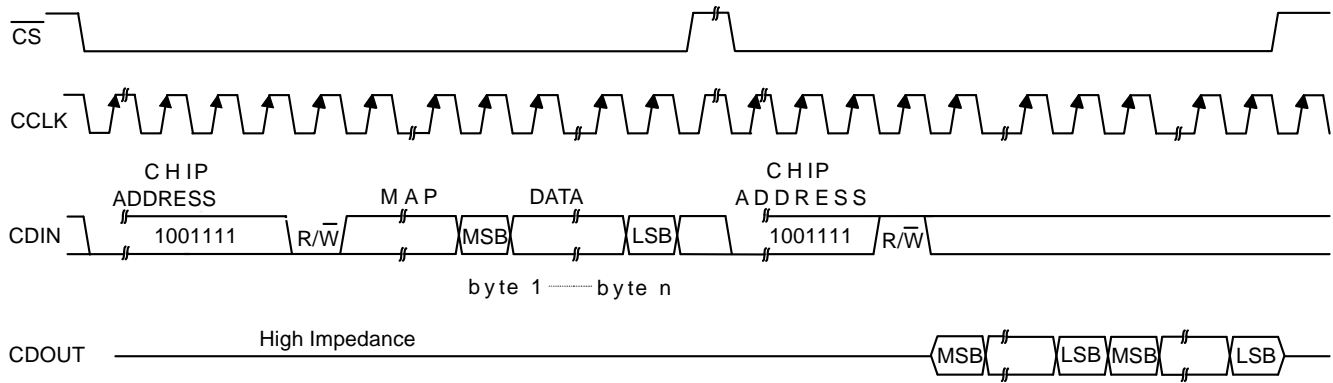 C̅S̅
CCLK
CHIP
ADDRESS
MAP
DATA
CHIP
ADDRESS
CDIN
1001111
R/W̅
MSB
LSB
1001111
R/W̅
byte 1 ........ byte n
High Impedance
CDOUT
MSB
LSB
MSB
LSB